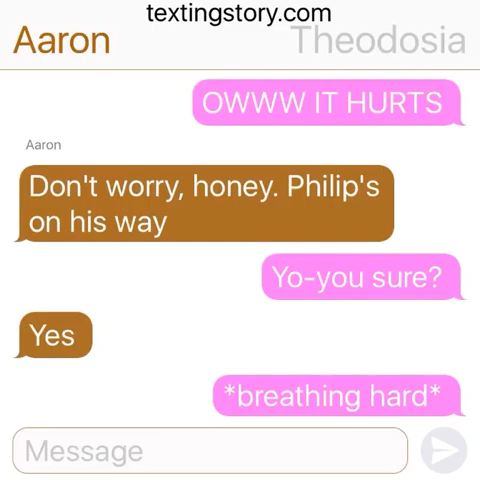 textingstory.com
Aaron Theodosia
OWWW IT HURTS
Aaron
Don't worry, honey. Philip's
on his way
Yo-you sure?
Yes
*breathing hard*
Message